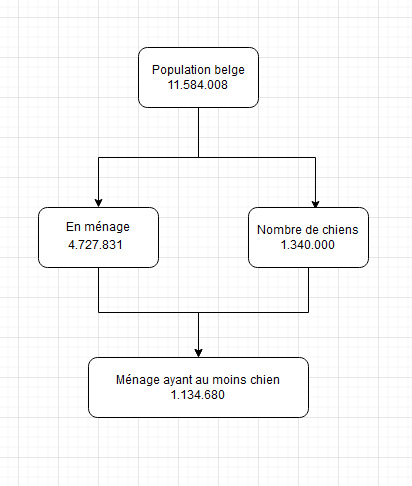 Population belge
11.584.008
En ménage
4.727.831
Nombre de chiens
1.340.000
Ménage ayant au moins chien
1.134.680